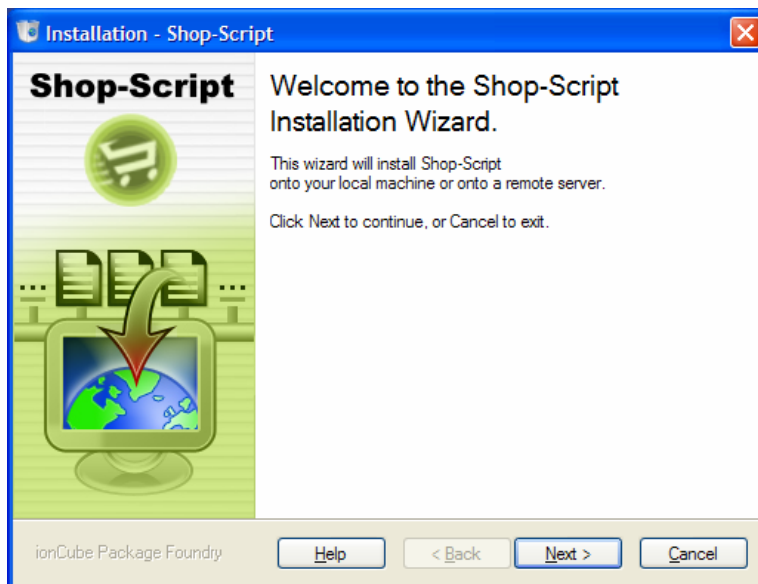 Installation - Shop-Script
Shop-Script
Welcome to the Shop-Script
Installation Wizard.
This wizard will install Shop-Script
onto your local machine or onto a remote server.
Click Next to continue, or Cancel to exit.
... ...
ionCube Package Foundry
Help
< Back
Next >
Cancel